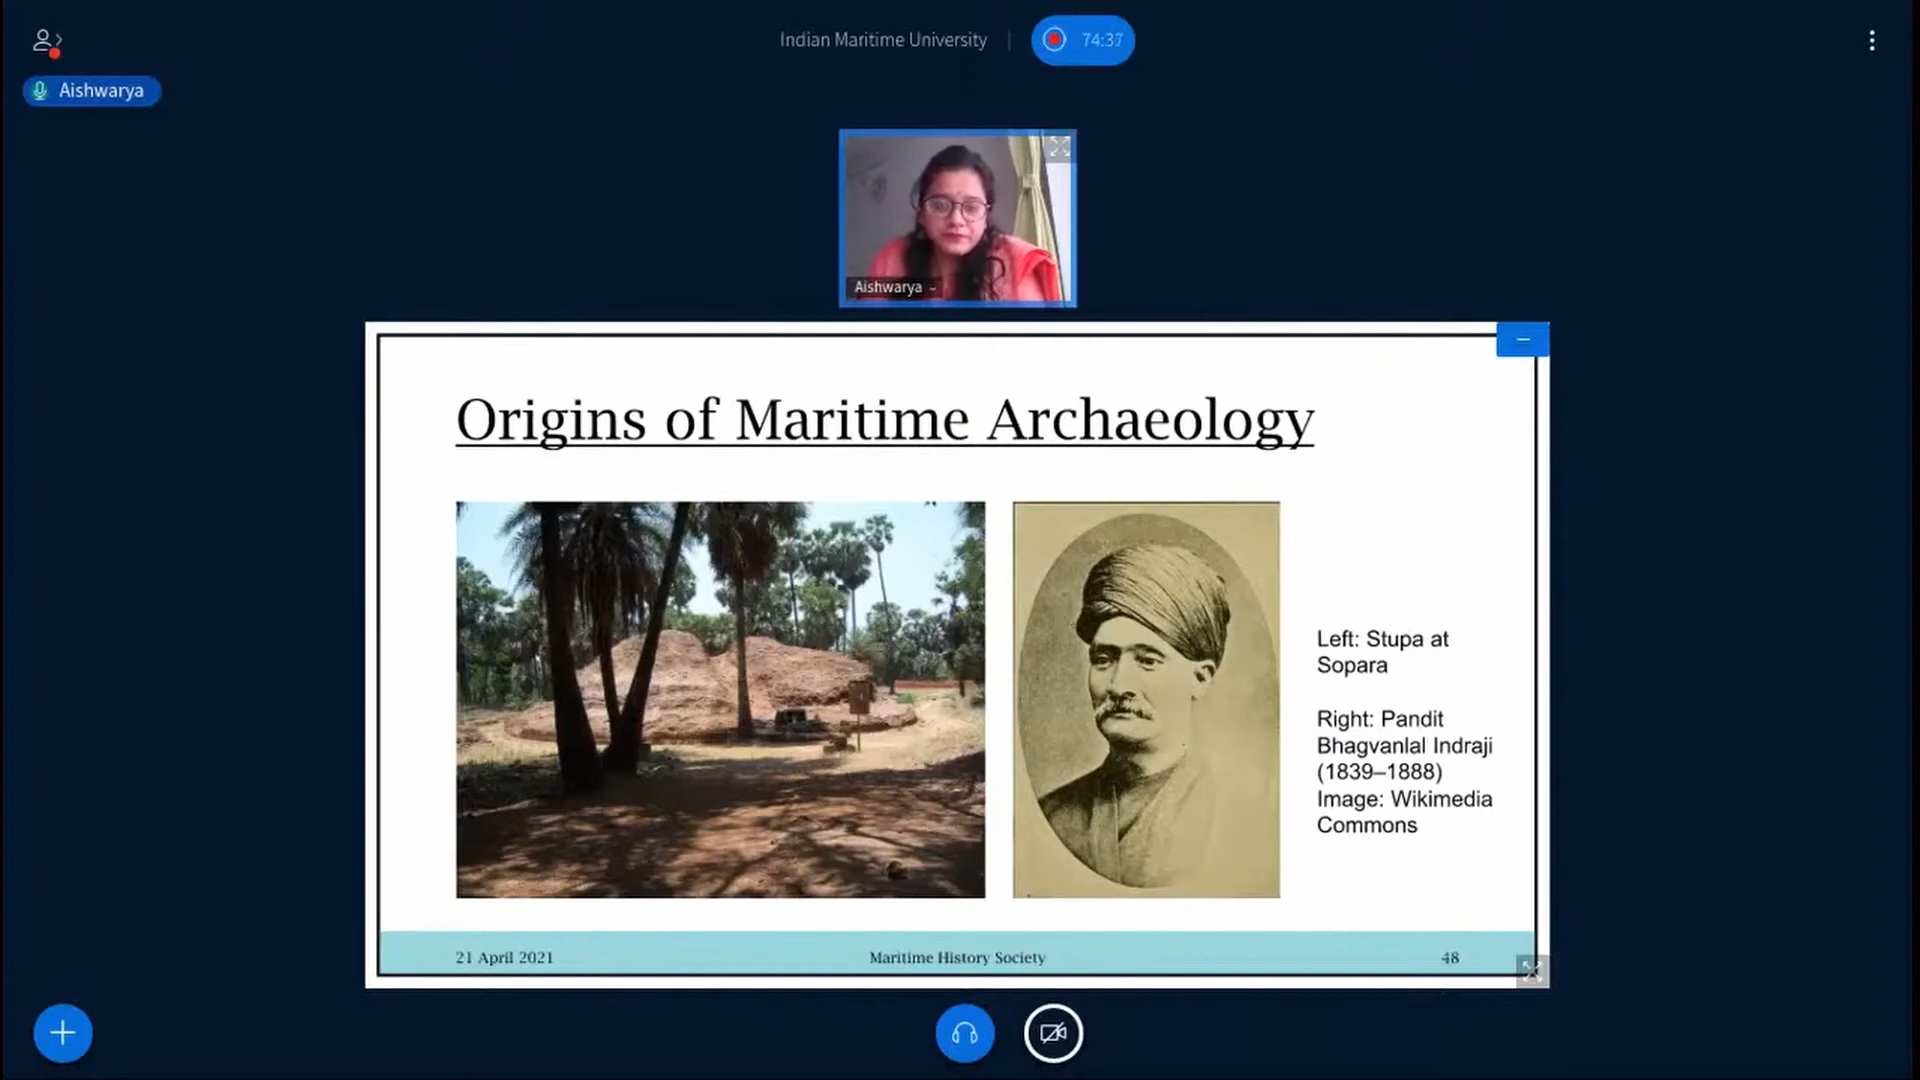 Indian Maritime University
74:37
Aishwarya
Aishwarya
Origins of Maritime Archaeology
Left: Stupa at
Sopara
Right: Pandit
Bhagvanlal Indraji
(1839–1888)
Image: Wikimedia
Commons
21 April 2021
Maritime History Society
48